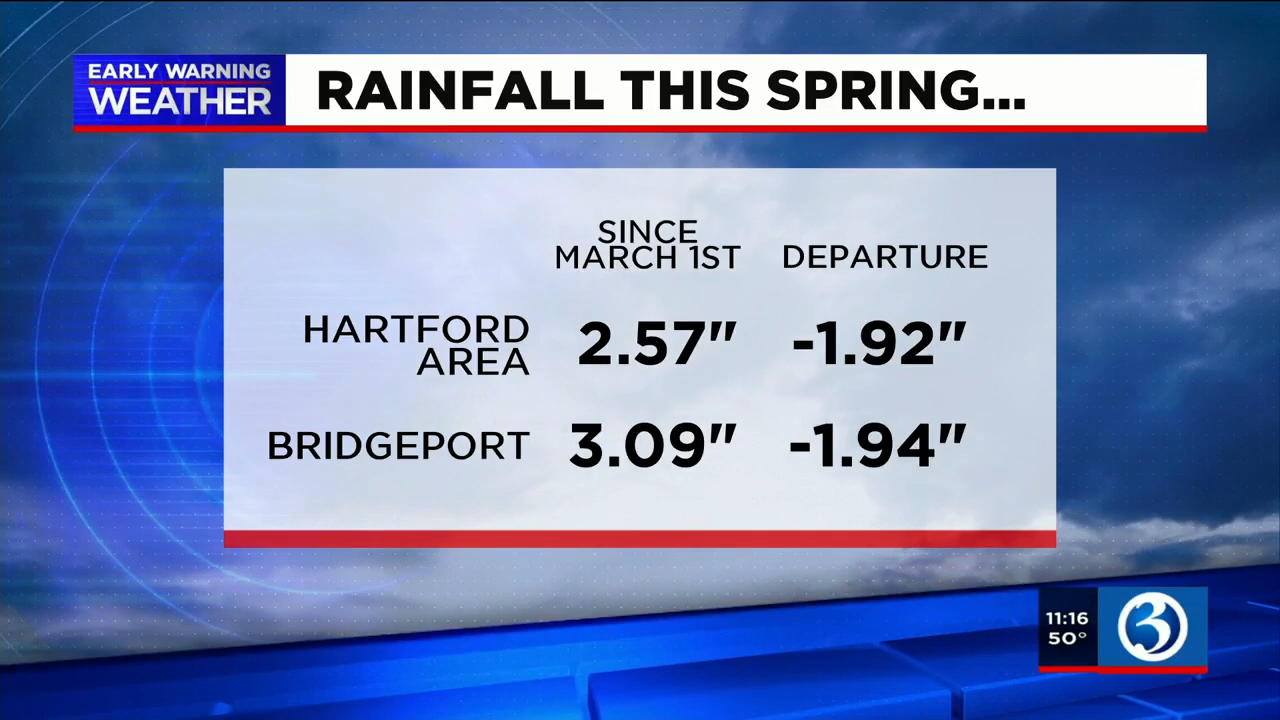 EARLY WARNING
WEATHER
RAINFALL THIS SPRING...
SINCE
MARCH 1ST
DEPARTURE
HARTFORD
AREA
2.57"
-1.92"
BRIDGEPORT
3.09"
-1.94"
11:16
50°
3